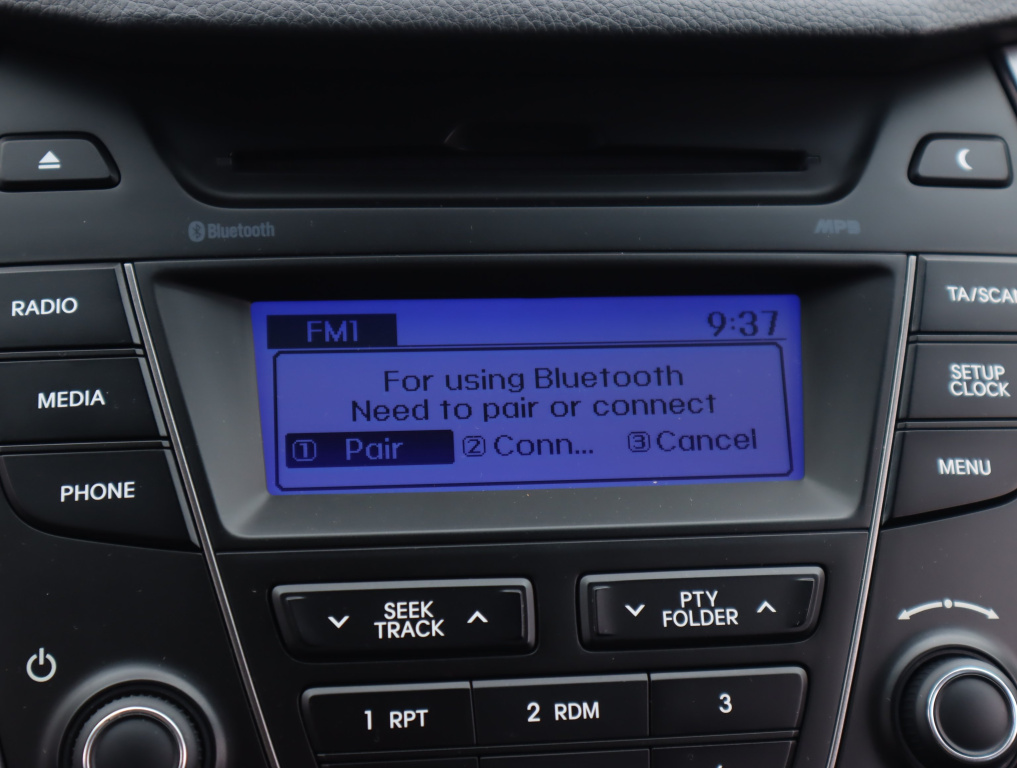 Bluetooth
MP3
RADIO
MEDIA
PHONE
FM1
9:37
For using Bluetooth
Need to pair or connect
1 Pair
2 Conn...
3 Cancel
TA/SCAN
SETUP
CLOCK
MENU
SEEK
TRACK
PTY
FOLDER
1 RPT
2 RDM
3